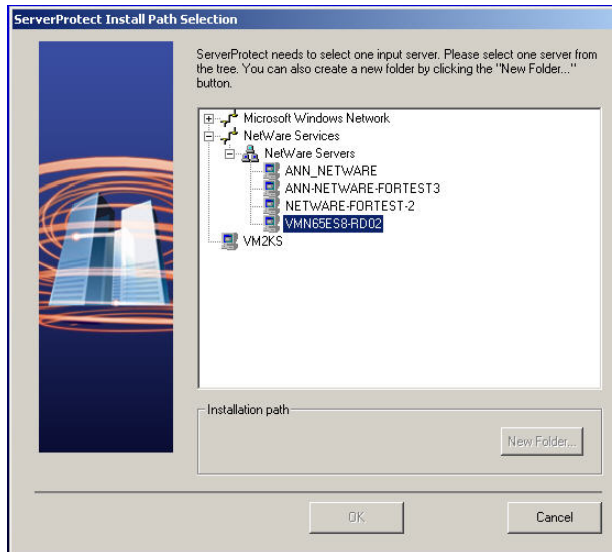 ServerProtect Install Path Selection
ServerProtect needs to select one input server. Please select one server from
the tree. You can also create a new folder by clicking the "New Folder..."
button.
Microsoft Windows Network
NetWare Services
NetWare Servers
ANN_NETWARE
ANN-NETWARE-FORTEST3
NETWARE-FORTEST-2
VMN65ES8-RD02
VM2KS
Installation path
New Folder...
OK
Cancel